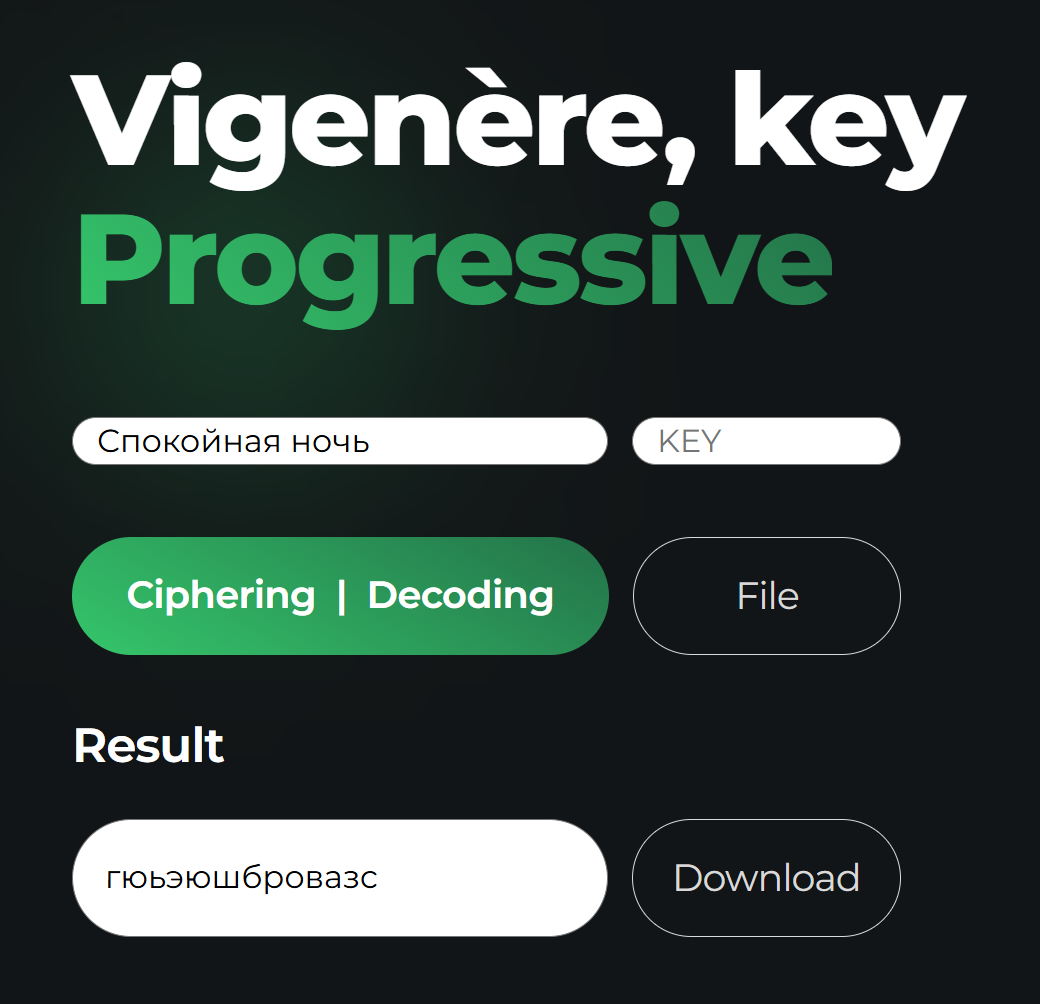 Vigenère, key
Progressive
Спокойная ночь
KEY
Ciphering | Decoding
File
Result
гюьэюшбровазс
Download